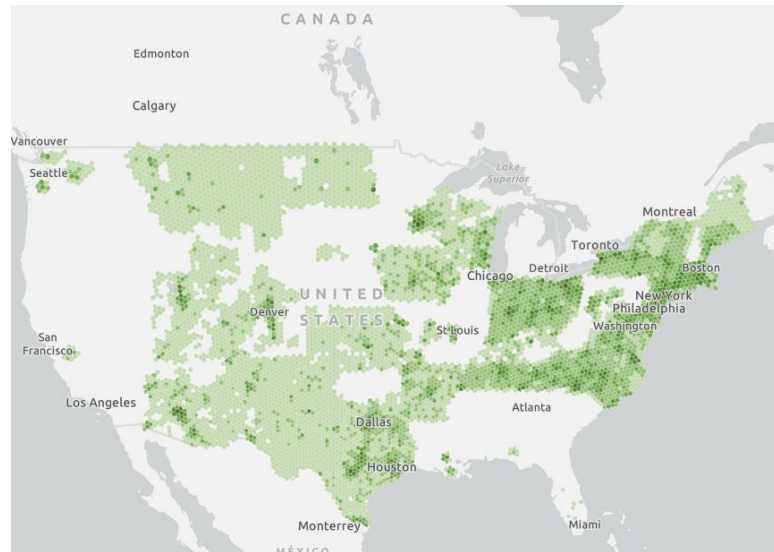 CANADA
Edmonton
Calgary
Vancouver
Seattle
Lake
Superior
Montreal
Toronto
Boston
Detroit
Chicago
UNITED
STATES
New York
Philadelphia
Denver
St Louis
Washington
San
Francisco
Los Angeles
Atlanta
Dallas
Houston
Monterrey
Miami
MÉXICO